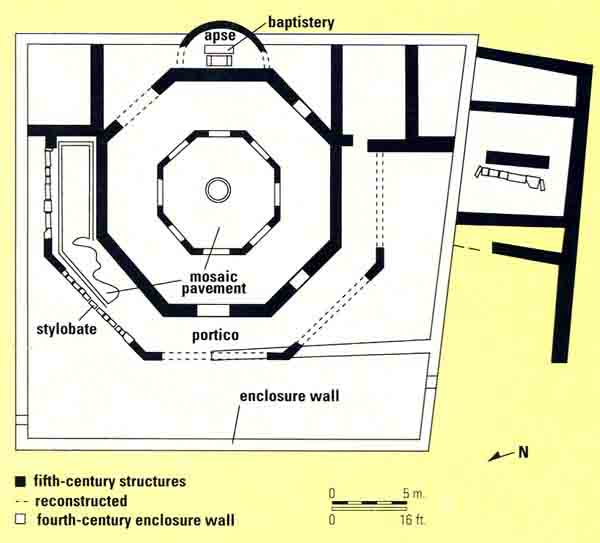 baptistery
apse
mosaic
pavement
stylobate
portico
enclosure wall
N
fifth-century structures
reconstructed
fourth-century enclosure wall
0 5 m.
0 16 ft.